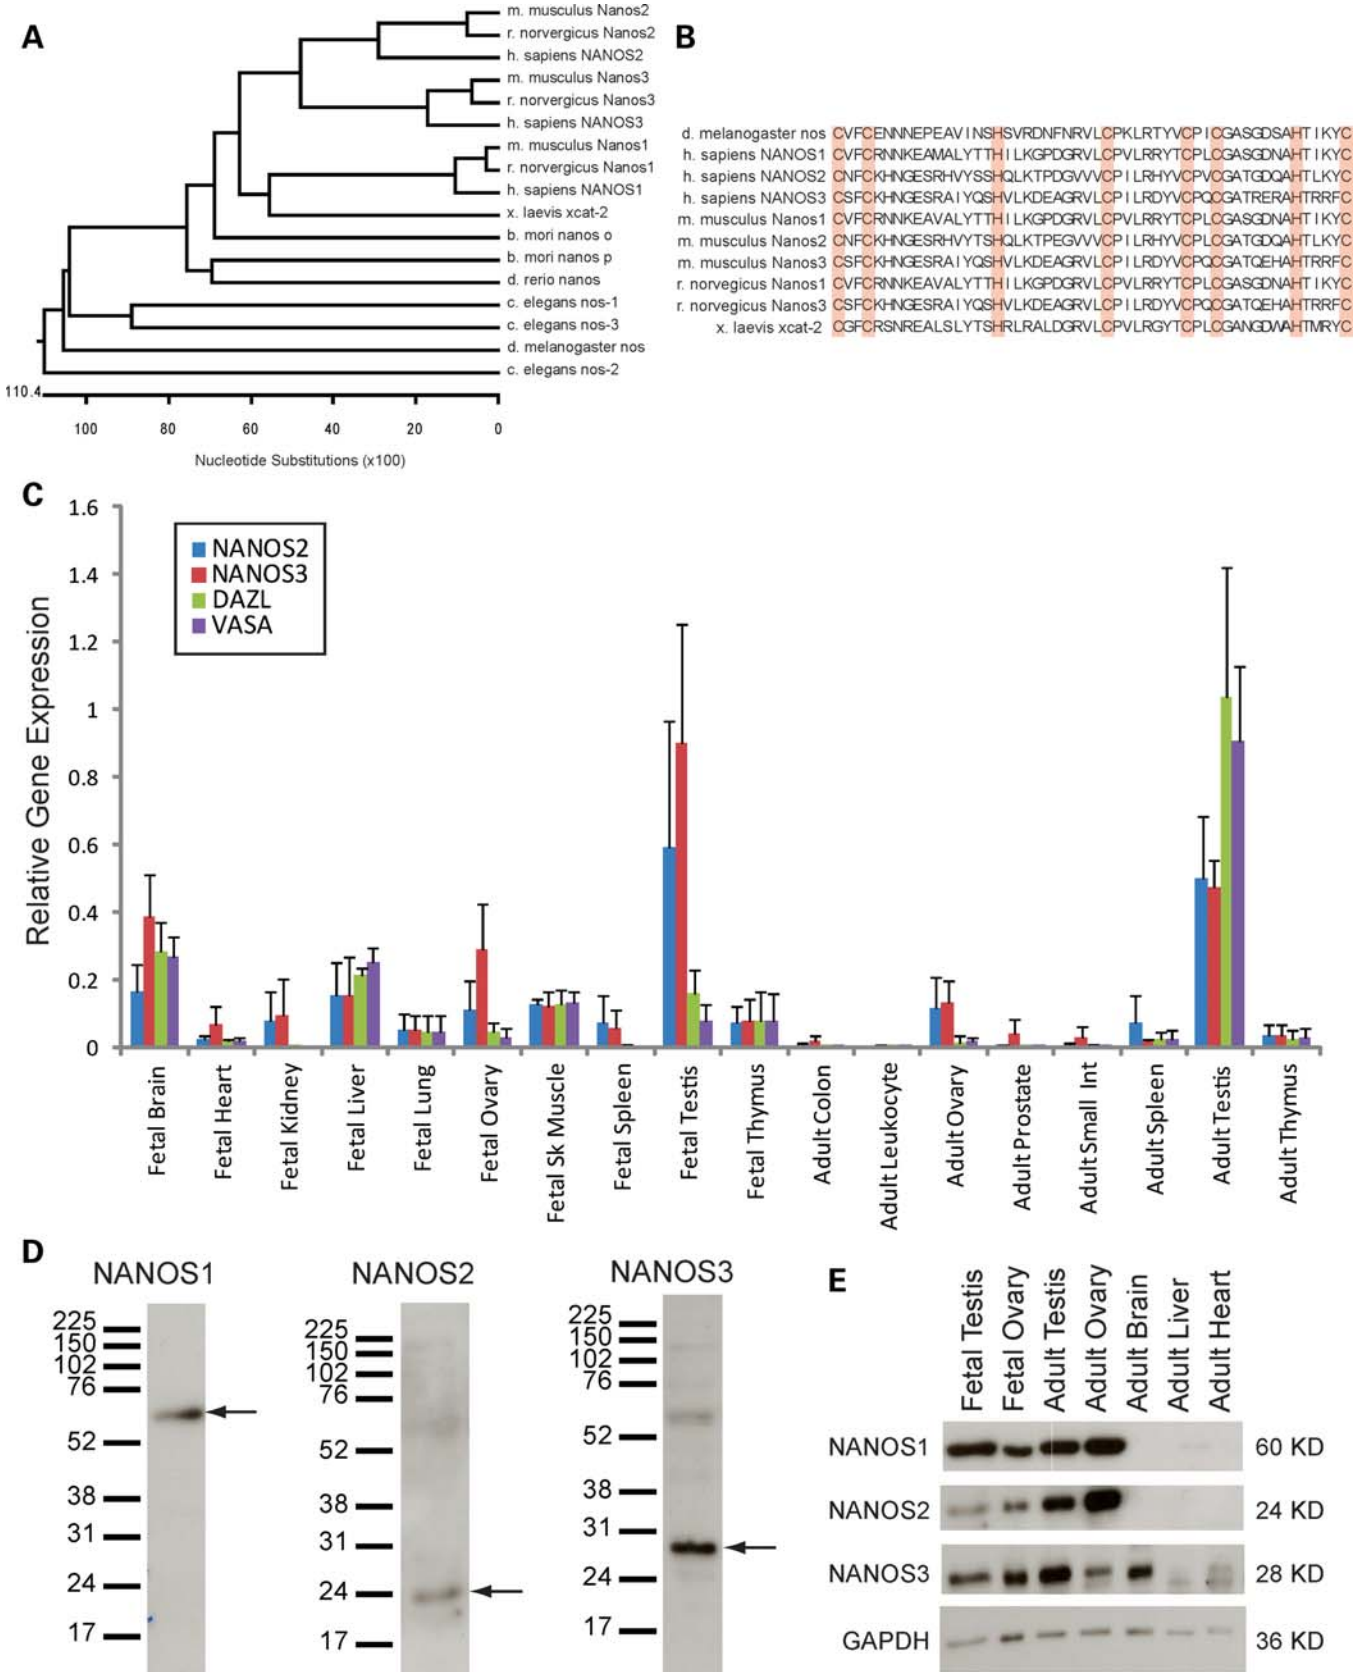 A
m. musculus Nanos2
r. norvergicus Nanos2
h. sapiens NANOS2
m. musculus Nanos3
r. norvergicus Nanos3
h. sapiens NANOS3
m. musculus Nanos1
r. norvergicus Nanos1
h. sapiens NANOS1
x. laevis xcat-2
b. mori nanos o
b. mori nanos p
d. rerio nanos
c. elegans nos-1
c. elegans nos-3
d. melanogaster nos
c. elegans nos-2
110.4
100 80 60 40 20 0
Nucleotide Substitutions (x100)
B
d. melanogaster nos CVFCENNNEPEAVINSHSVRDNFNRVLCPKLRTYVCPICGASGDSAHTIKYC
h. sapiens NANOS1 CVFCRNNKEAMALYTTHILKGPDGRVLCPVLRRYTCPLCGASGDNAHTIKYC
h. sapiens NANOS2 CNFCKHNGESRHVYSSHQLKTPDGVVVCPILRHYVCPVCGATGDQAHTLKYC
h. sapiens NANOS3 CSFCKHNGESRAIYQSHVLKDEAGRVLCPILRDYVCPQCGATRERAHTRRFC
m. musculus Nanos1 CVFCRNNKEAVALYTTHILKGPDGRVLCPVLRRYTCPLCGASGDNAHTIKYC
m. musculus Nanos2 CNFCKHNGESRHVYTSHQLKTPEGVVVCPILRHYVCPLCGATGDQAHTLKYC
m. musculus Nanos3 CSFCKHNGESRAIYQSHVLKDEAGRVLCPILRDYVCPQCGATQEHAHTRRFC
r. norvegicus Nanos1 CVFCRNNKEAVALYTTHILKGPDGRVLCPVLRRYTCPLCGASGDNAHTIKYC
r. norvegicus Nanos3 CSFCKHNGESRAIYQSHVLKDEAGRVLCPILRDYVCPQCGATQEHAHTRRFC
x. laevis xcat-2 CGFCRSNREALSLYTSHRLRALDGRVLCPVLRGYTCPLCGANGDWAHTMRYC
C
Relative Gene Expression
1.6
1.4
1.2
1
0.8
0.6
0.4
0.2
0
NANOS2
NANOS3
DAZL
VASA
Fetal Brain
Fetal Heart
Fetal Kidney
Fetal Liver
Fetal Lung
Fetal Ovary
Fetal Sk Muscle
Fetal Spleen
Fetal Testis
Fetal Thymus
Adult Colon
Adult Leukocyte
Adult Ovary
Adult Prostate
Adult Small Int
Adult Spleen
Adult Testis
Adult Thymus
D
NANOS1
225
150
102
76
52
38
31
24
17
NANOS2
225
150
102
76
52
38
31
24
17
NANOS3
225
150
102
76
52
38
31
24
17
E
Fetal Testis
Fetal Ovary
Adult Testis
Adult Ovary
Adult Brain
Adult Liver
Adult Heart
NANOS1 60 KD
NANOS2 24 KD
NANOS3 28 KD
GAPDH 36 KD